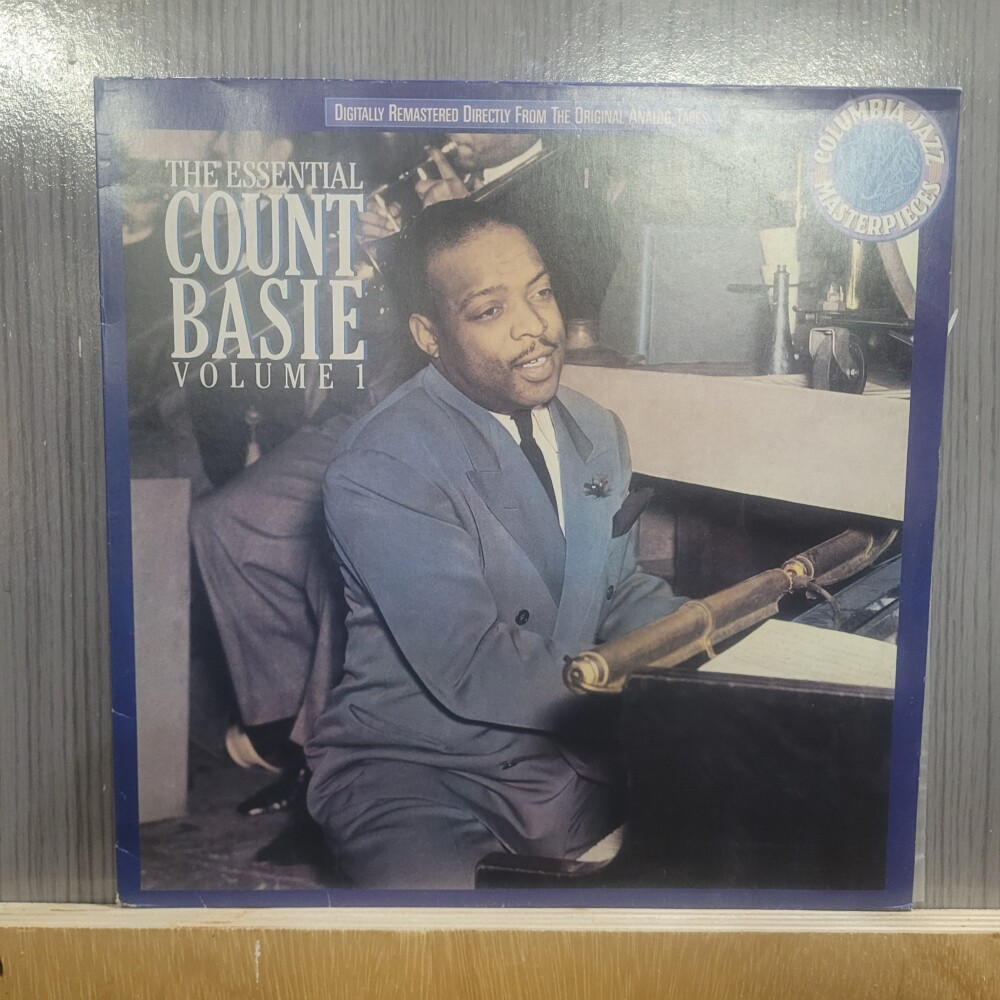 DIGITALLY REMASTERED DIRECTLY FROM THE ORIGINAL ANALOG TAPES
COLUMBIA JAZZ
MASTERPIECES
THE ESSENTIAL
COUNT
BASIE
VOLUME 1